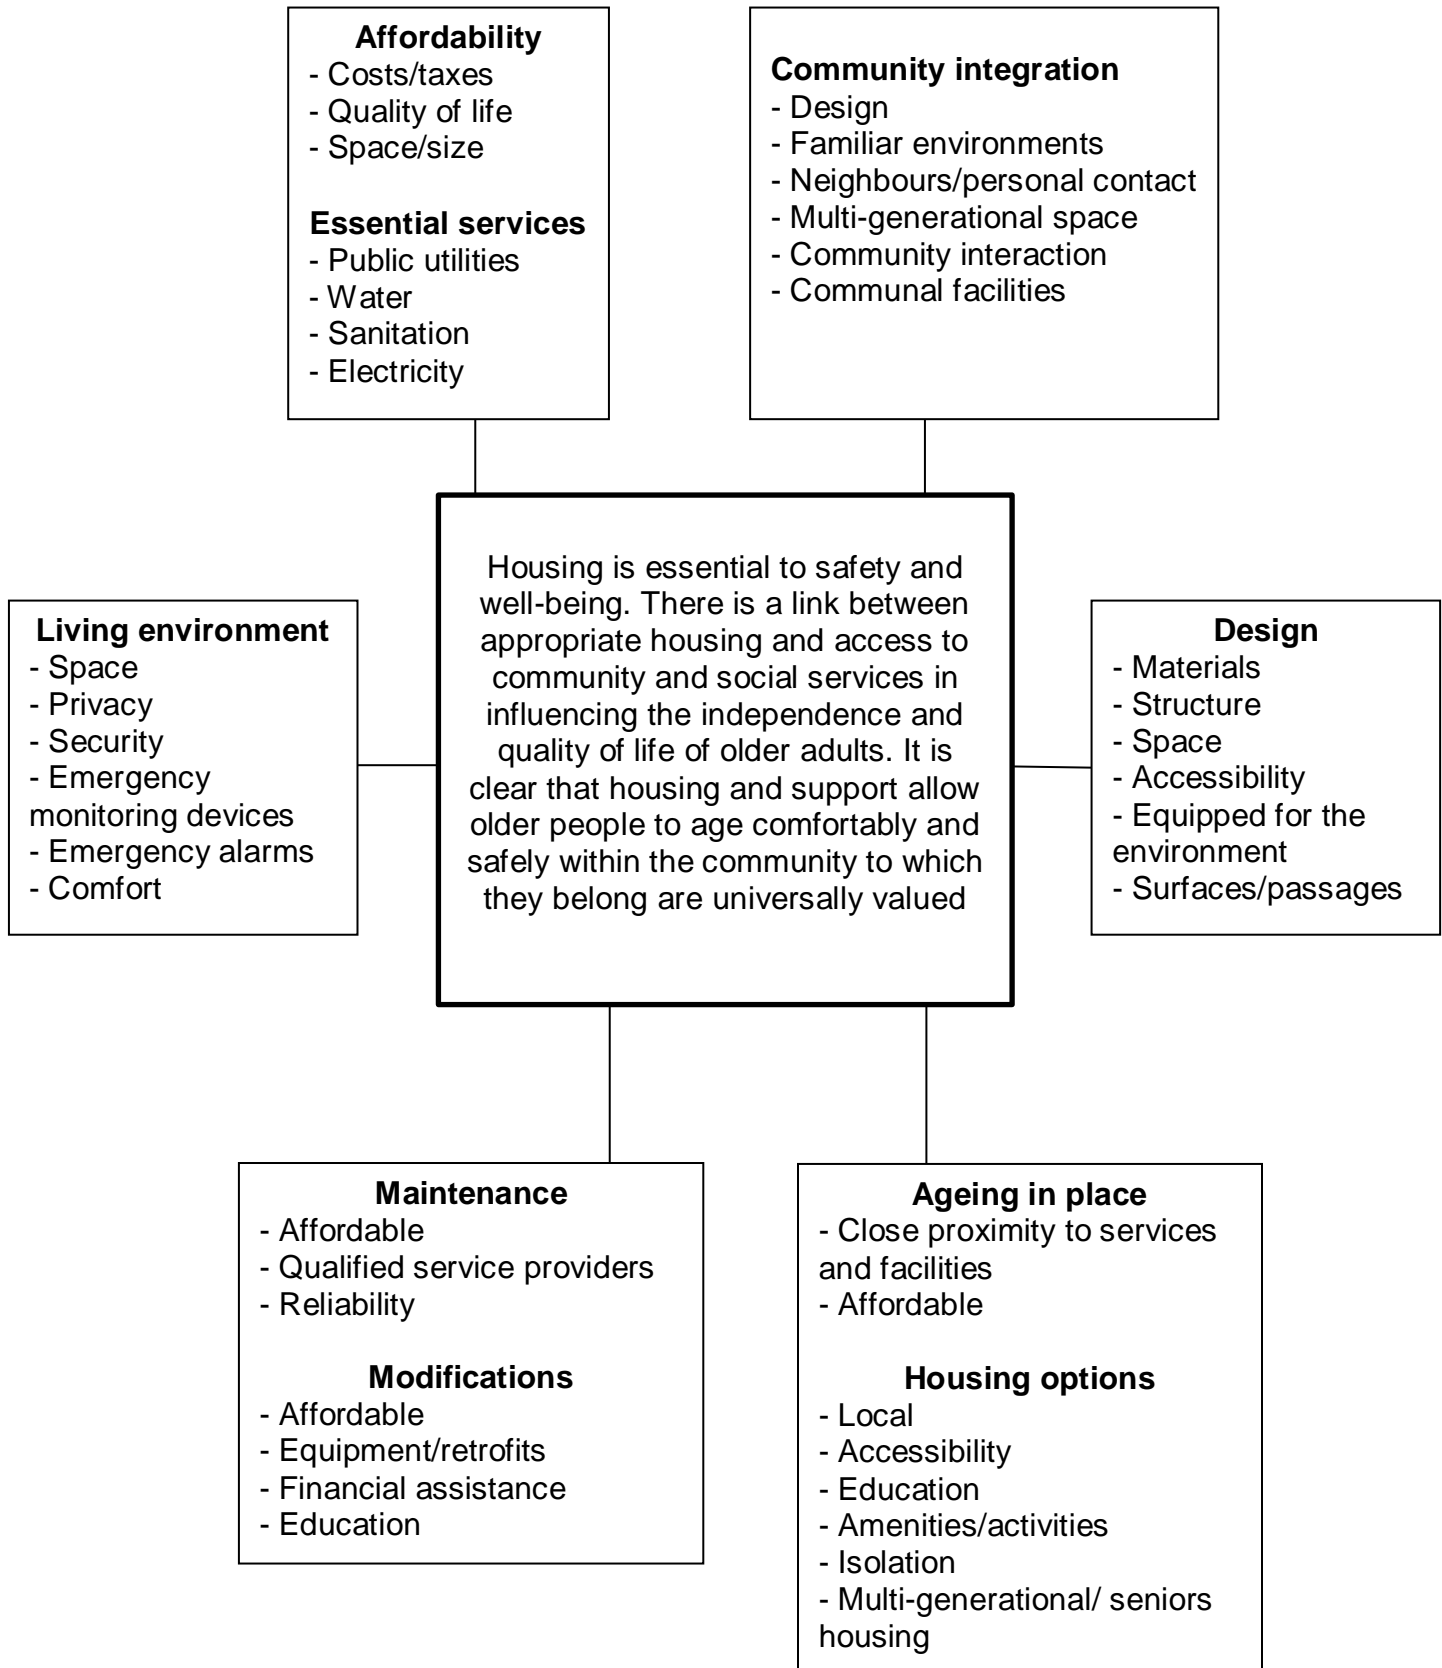 Affordability
- Costs/taxes
- Quality of life
- Space/size
Essential services
- Public utilities
- Water
- Sanitation
- Electricity
Community integration
- Design
- Familiar environments
- Neighbours/personal contact
- Multi-generational space
- Community interaction
- Communal facilities
Living environment
- Space
- Privacy
- Security
- Emergency
monitoring devices
- Emergency alarms
- Comfort
Housing is essential to safety and
well-being. There is a link between
appropriate housing and access to
community and social services in
influencing the independence and
quality of life of older adults. It is
clear that housing and support allow
older people to age comfortably and
safely within the community to which
they belong are universally valued
Design
- Materials
- Structure
- Space
- Accessibility
- Equipped for the
environment
- Surfaces/passages
Maintenance
- Affordable
- Qualified service providers
- Reliability
Modifications
- Affordable
- Equipment/retrofits
- Financial assistance
- Education
Ageing in place
- Close proximity to services
and facilities
- Affordable
Housing options
- Local
- Accessibility
- Education
- Amenities/activities
- Isolation
- Multi-generational/ seniors
housing